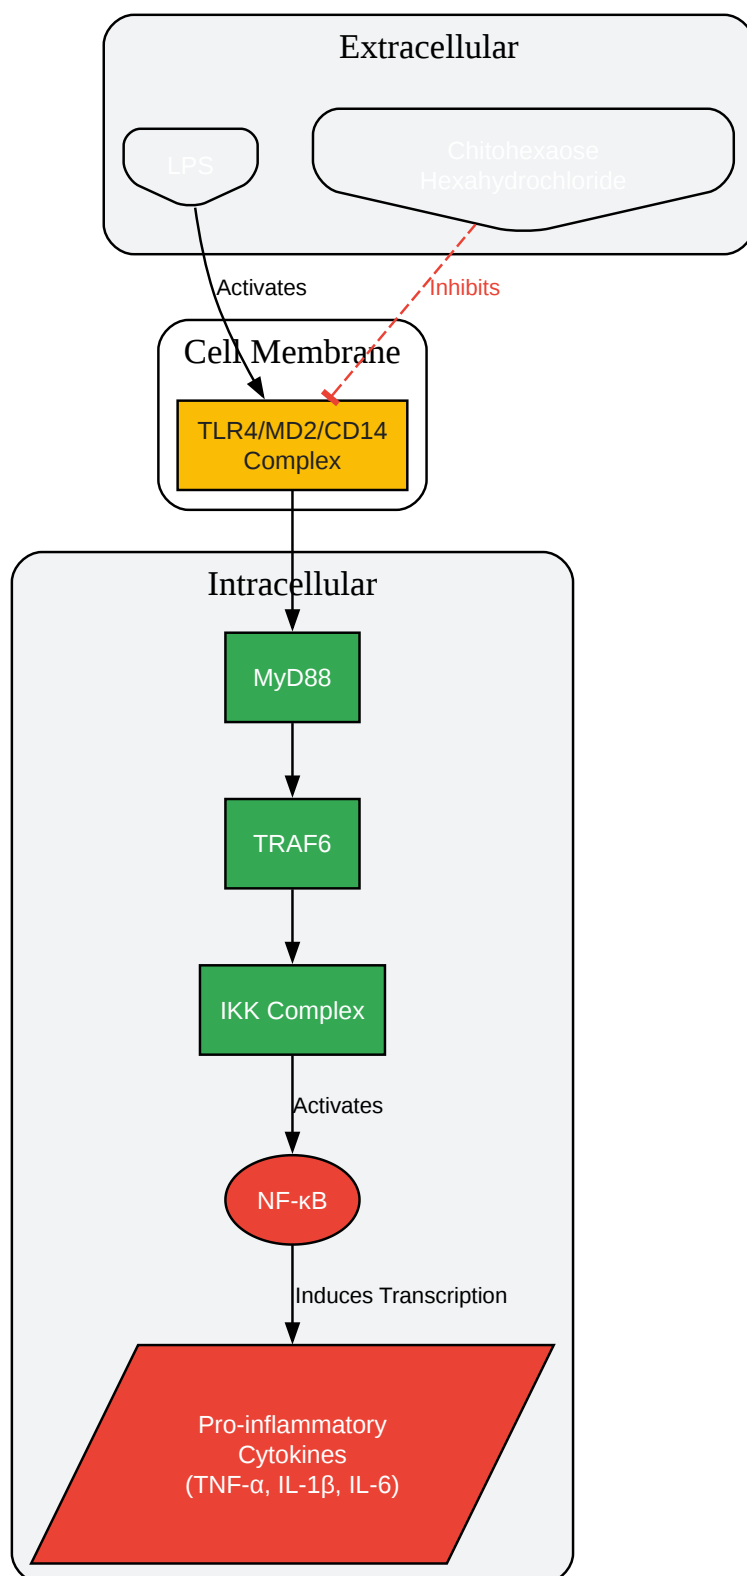 Extracellular
LPS
Chitohexaose
Hexahydrochloride
Activates
Inhibits
Cell Membrane
TLR4/MD2/CD14
Complex
Intracellular
MyD88
TRAF6
IKK Complex
Activates
NF-κB
Induces Transcription
Pro-inflammatory
Cytokines
(TNF-α, IL-1β, IL-6)